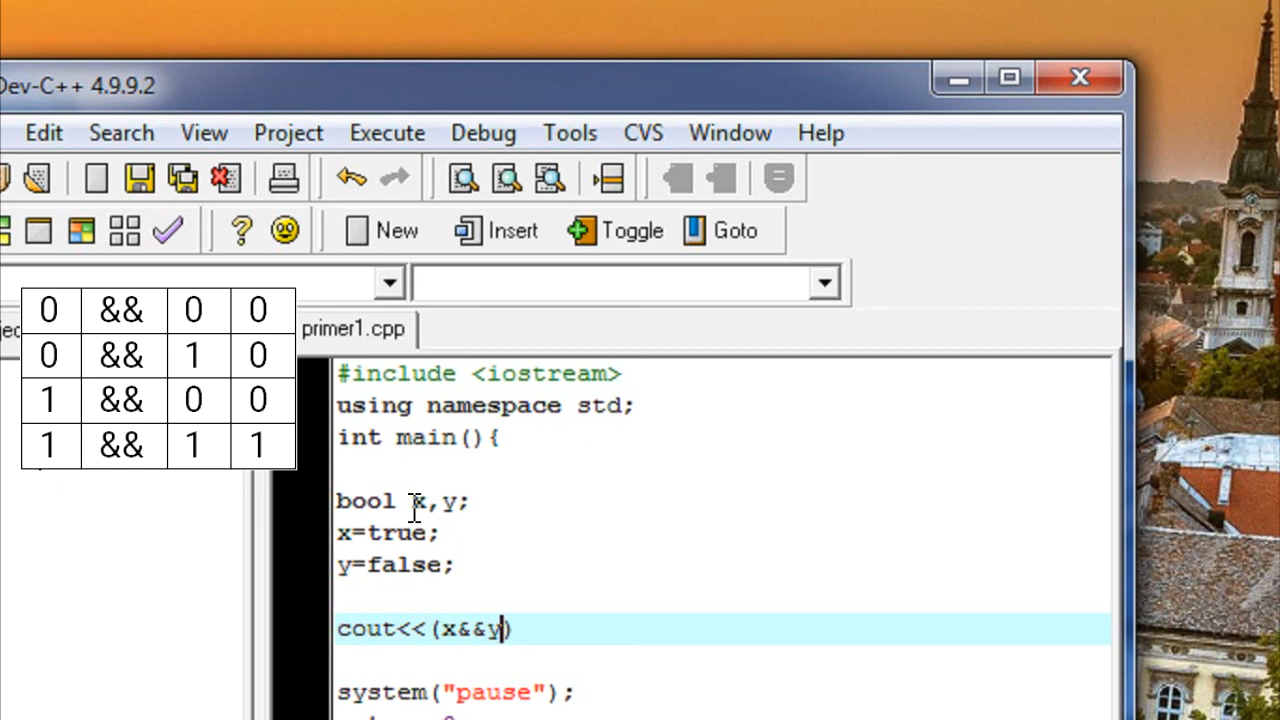 Dev-C++ 4.9.9.2
Edit Search View Project Execute Debug Tools CVS Window Help
New Insert Toggle Goto
0 && 0 0
0 && 1 0
1 && 0 0
1 && 1 1
primer1.cpp
#include <iostream>
using namespace std;
int main(){
bool x,y;
x=true;
y=false;
cout<<(x&&y)
system("pause");